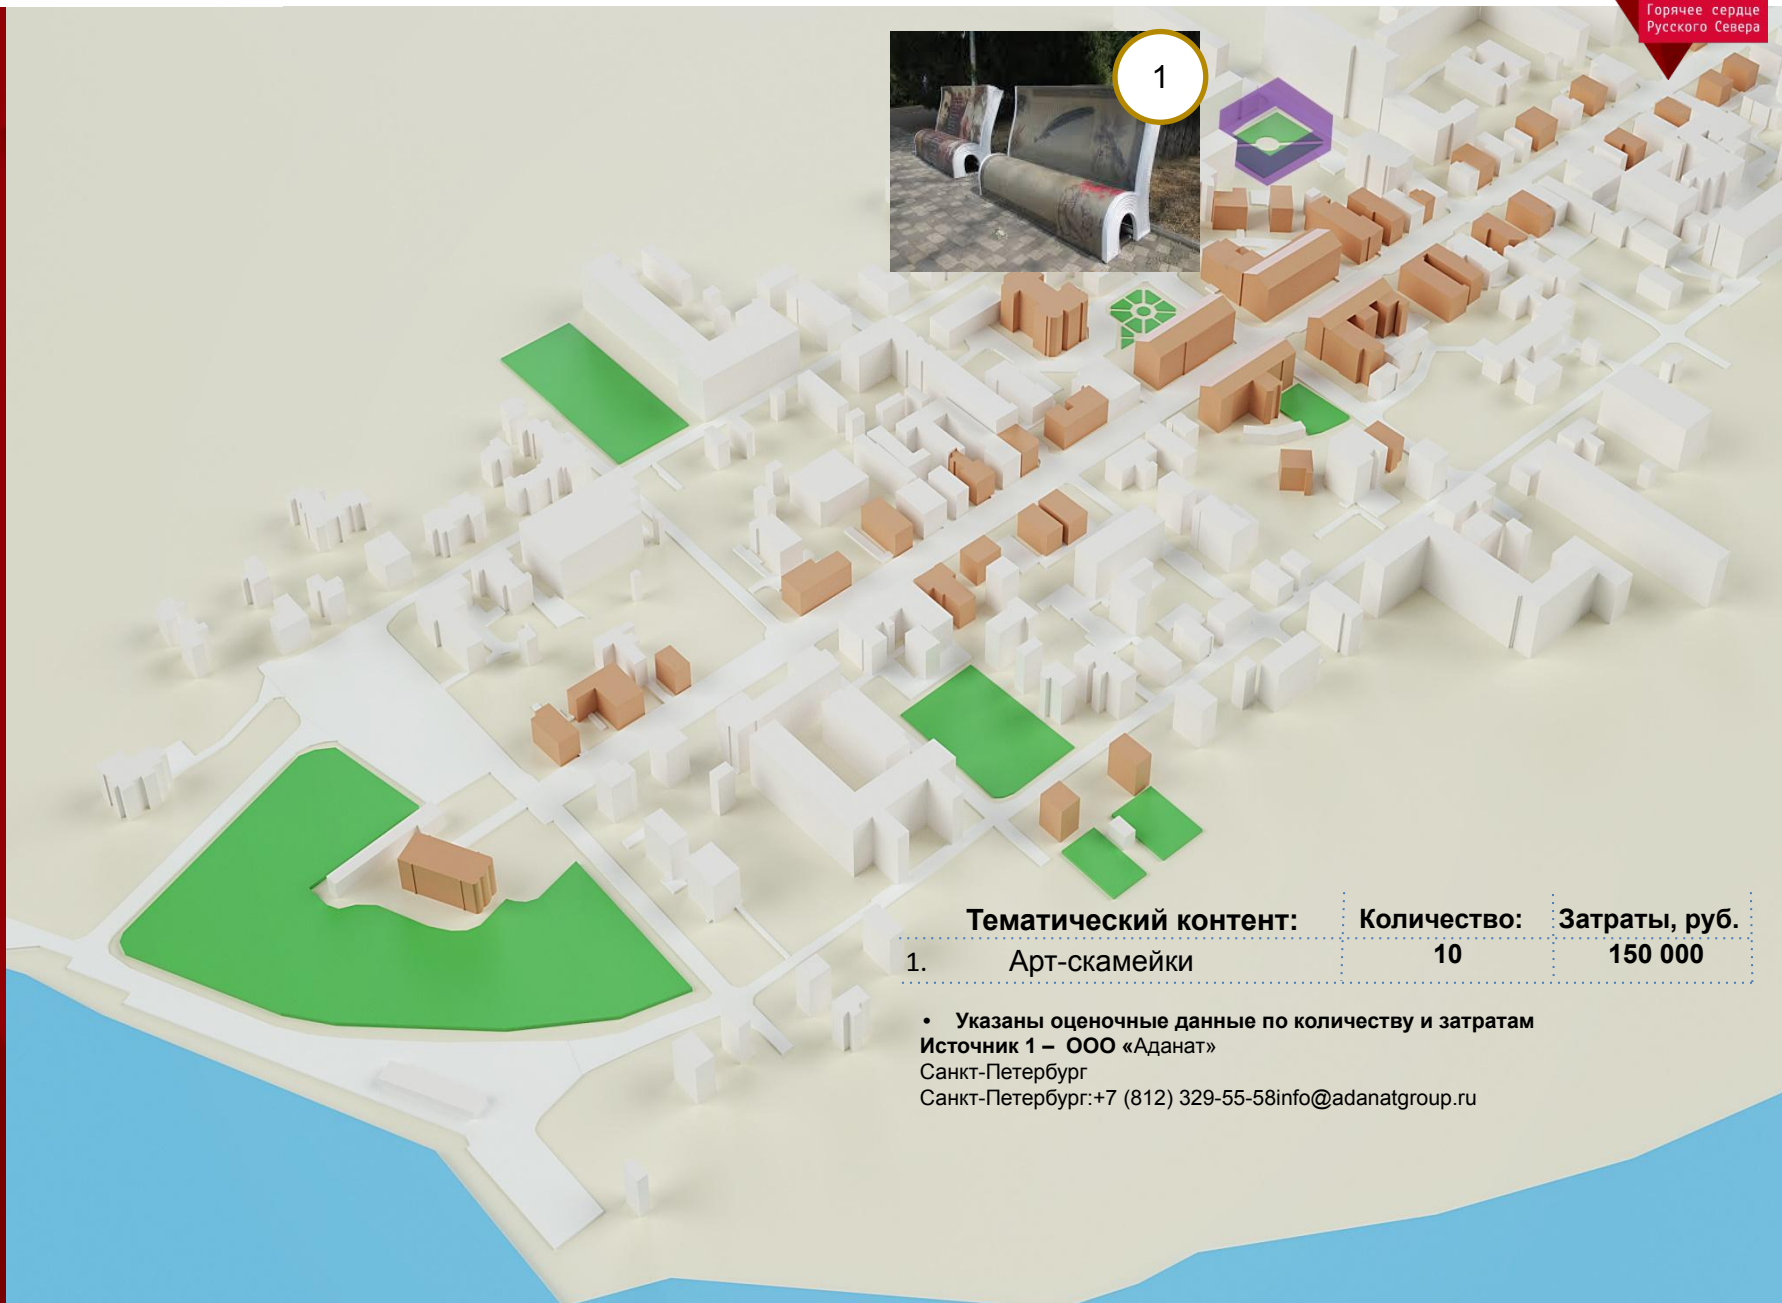 Горячее сердце
Русского Севера
1
Тематический контент: Количество: Затраты, руб.
1. Арт-скамейки 10 150 000
• Указаны оценочные данные по количеству и затратам
Источник 1 – ООО «Аданат»
Санкт-Петербург
Санкт-Петербург:+7 (812) 329-55-58info@adanatgroup.ru